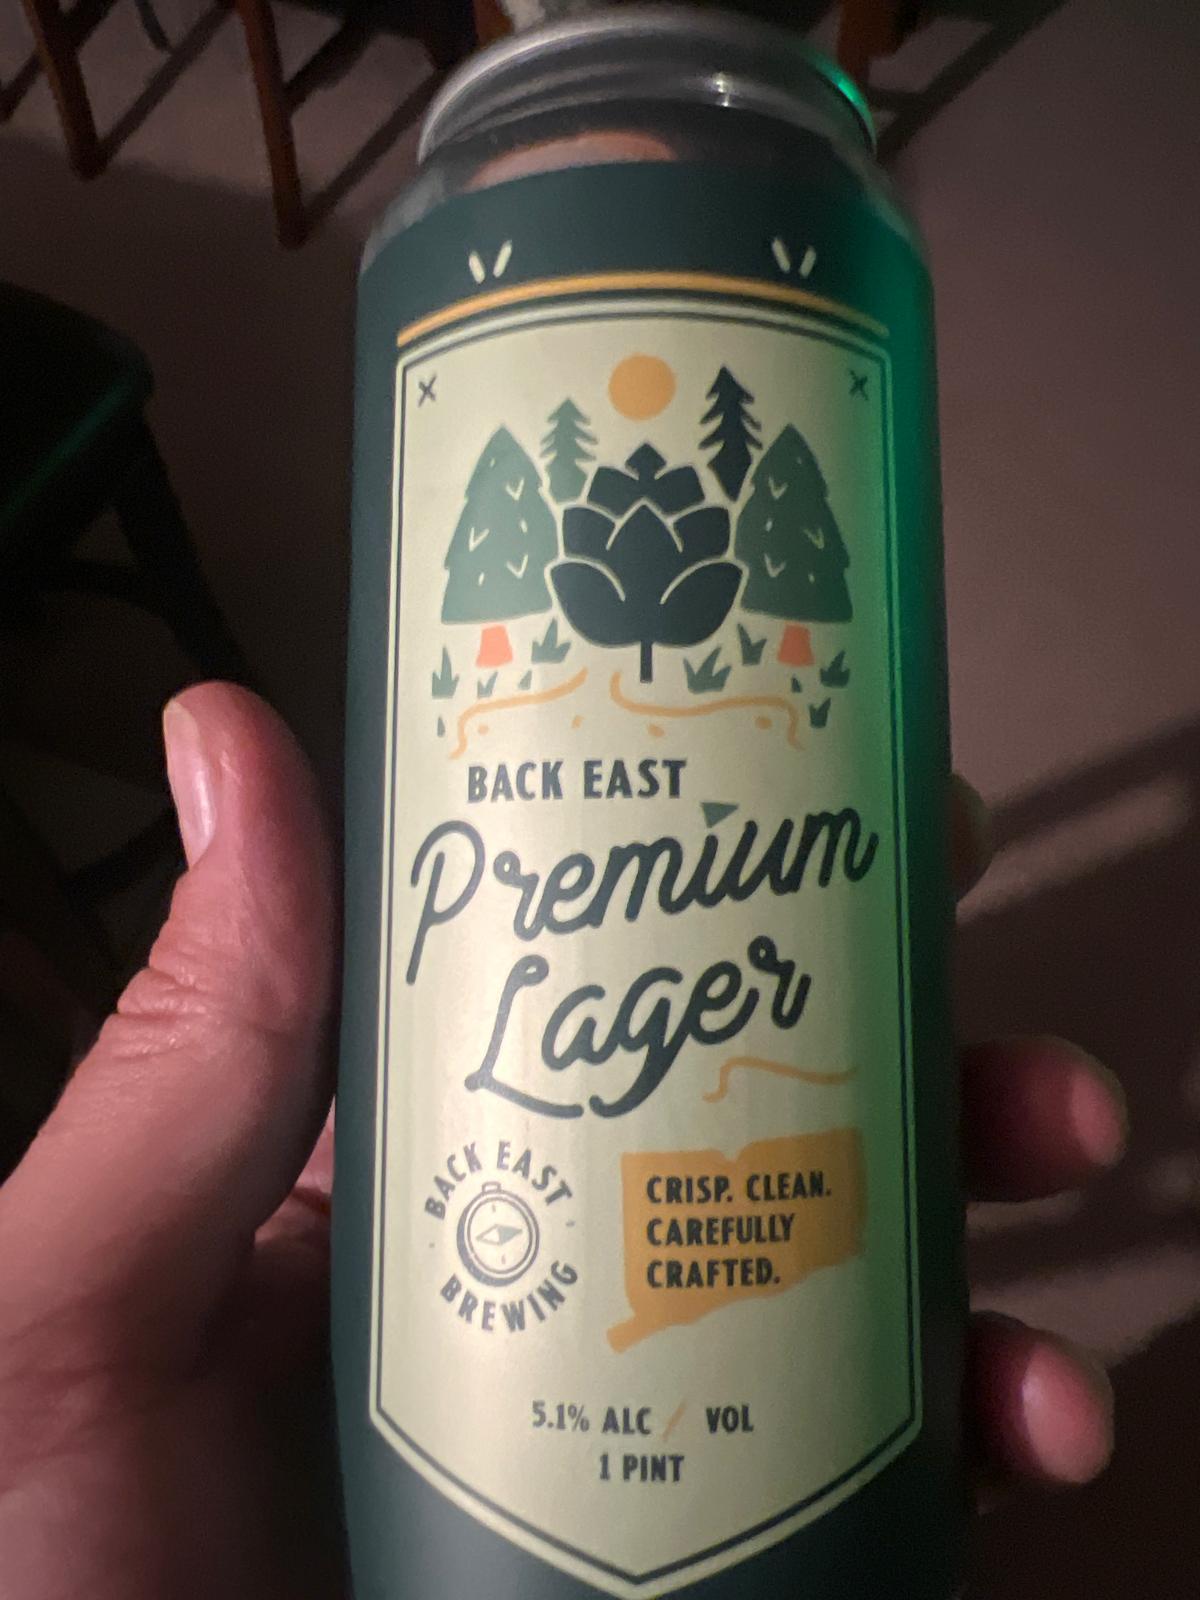 BACK EAST
Premium
Lager
BACK EAST
BREWING
CRISP. CLEAN.
CAREFULLY
CRAFTED.
5.1% ALC / VOL
1 PINT